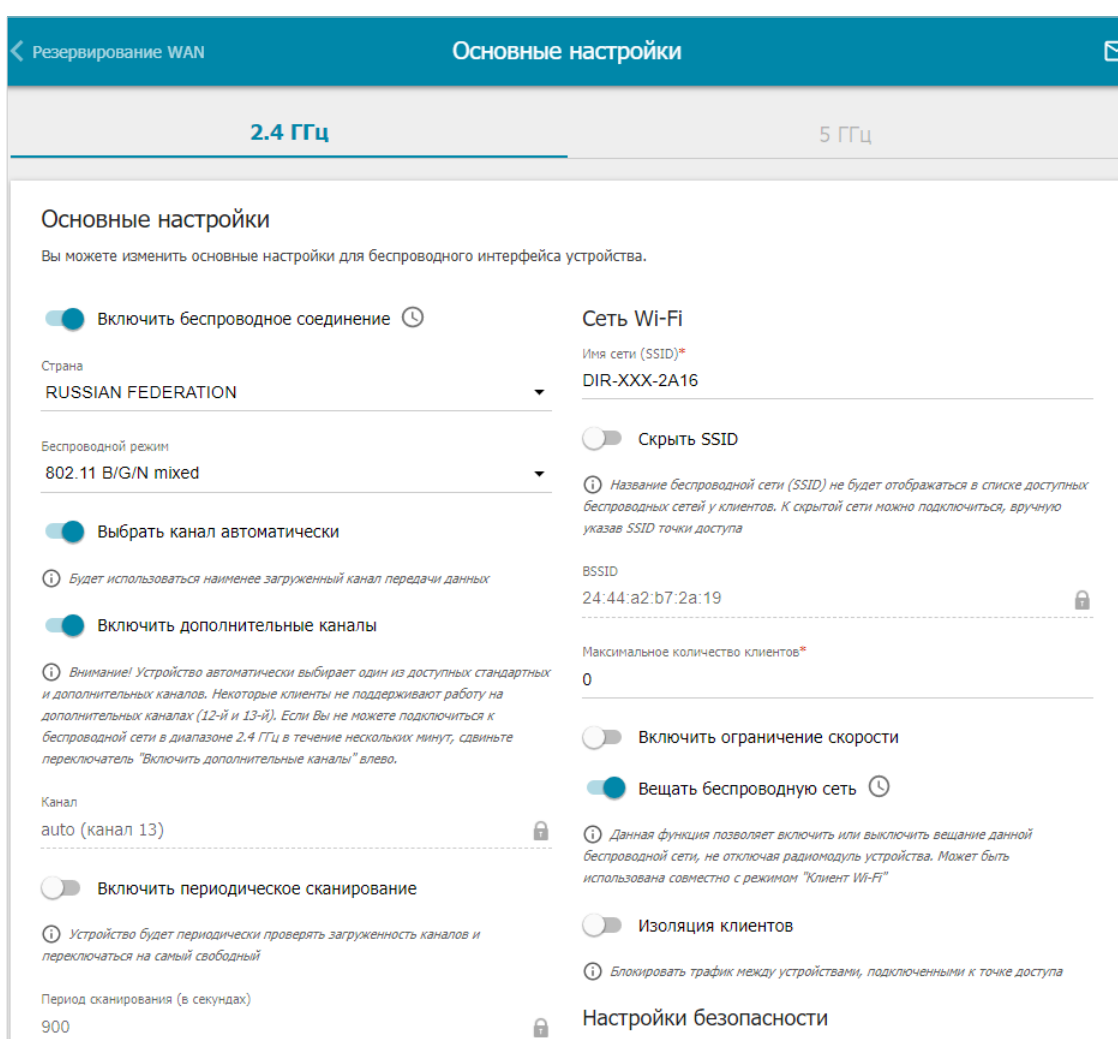 Резервирование WAN
Основные настройки
2.4 ГГц
5 ГГц
Основные настройки
Вы можете изменить основные настройки для беспроводного интерфейса устройства.
Включить беспроводное соединение
Страна
RUSSIAN FEDERATION
Беспроводной режим
802.11 B/G/N mixed
Выбрать канал автоматически
Будет использоваться наименее загруженный канал передачи данных
Включить дополнительные каналы
Внимание! Устройство автоматически выбирает один из доступных стандартных
и дополнительных каналов. Некоторые клиенты не поддерживают работу на
дополнительных каналах (12-й и 13-й). Если Вы не можете подключиться к
беспроводной сети в диапазоне 2.4 ГГц в течение нескольких минут, сдвиньте
переключатель "Включить дополнительные каналы" влево.
Канал
auto (канал 13)
Включить периодическое сканирование
Устройство будет периодически проверять загруженность каналов и
переключаться на самый свободный
Период сканирования (в секундах)
900
Сеть Wi-Fi
Имя сети (SSID)*
DIR-XXX-2A16
Скрыть SSID
Название беспроводной сети (SSID) не будет отображаться в списке доступных
беспроводных сетей у клиентов. К скрытой сети можно подключиться, вручную
указав SSID точки доступа
BSSID
24:44:a2:b7:2a:19
Максимальное количество клиентов*
0
Включить ограничение скорости
Вещать беспроводную сеть
Данная функция позволяет включить или выключить вещание данной
беспроводной сети, не отключая радиомодуль устройства. Может быть
использована совместно с режимом "Клиент Wi-Fi"
Изоляция клиентов
Блокировать трафик между устройствами, подключенными к точке доступа
Настройки безопасности